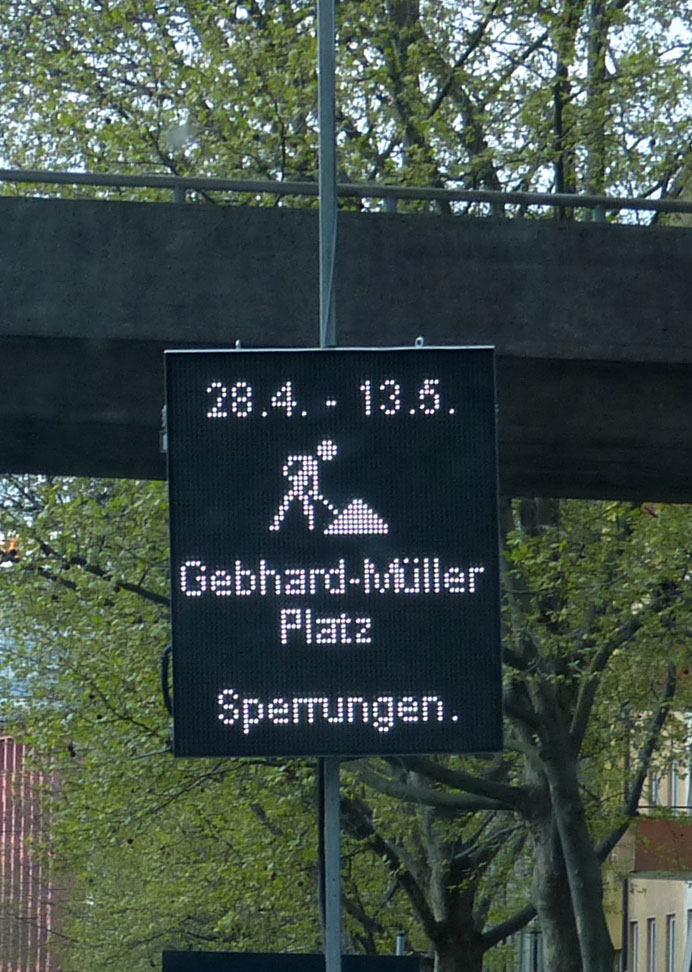 28.4. - 13.5.
Gebhard-Müller
Platz
Sperrungen.